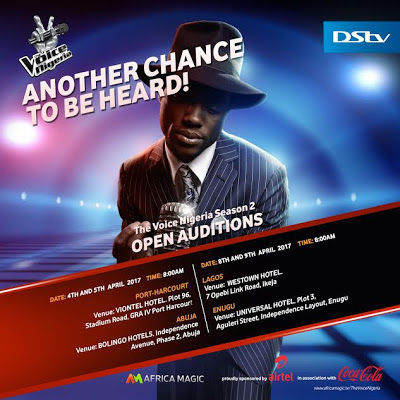 The Voice Nigeria
DStv
ANOTHER CHANCE
TO BE HEARD!
The Voice Nigeria Season 2
OPEN AUDITIONS
DATE: 4TH AND 5TH APRIL 2017 TIME: 8:00AM
PORT-HARCOURT
Venue: VIONTEL HOTEL. Plot 96,
Stadium Road, GRA IV Port Harcourt
ABUJA
Venue: BOLINGO HOTELS. Independence
Avenue, Phase 2, Abuja
DATE: 8TH AND 9TH APRIL 2017 TIME: 8:00AM
LAGOS
Venue: WESTOWN HOTEL.
7 Opebi Link Road, Ikeja
ENUGU
Venue: UNIVERSAL HOTEL. Plot 3,
Aguleri Street, Independence Layout, Enugu
AFRICA MAGIC
proudly sponsored by airtel
in association with Coca-Cola
www.africamagic.tv/TheVoiceNigeria